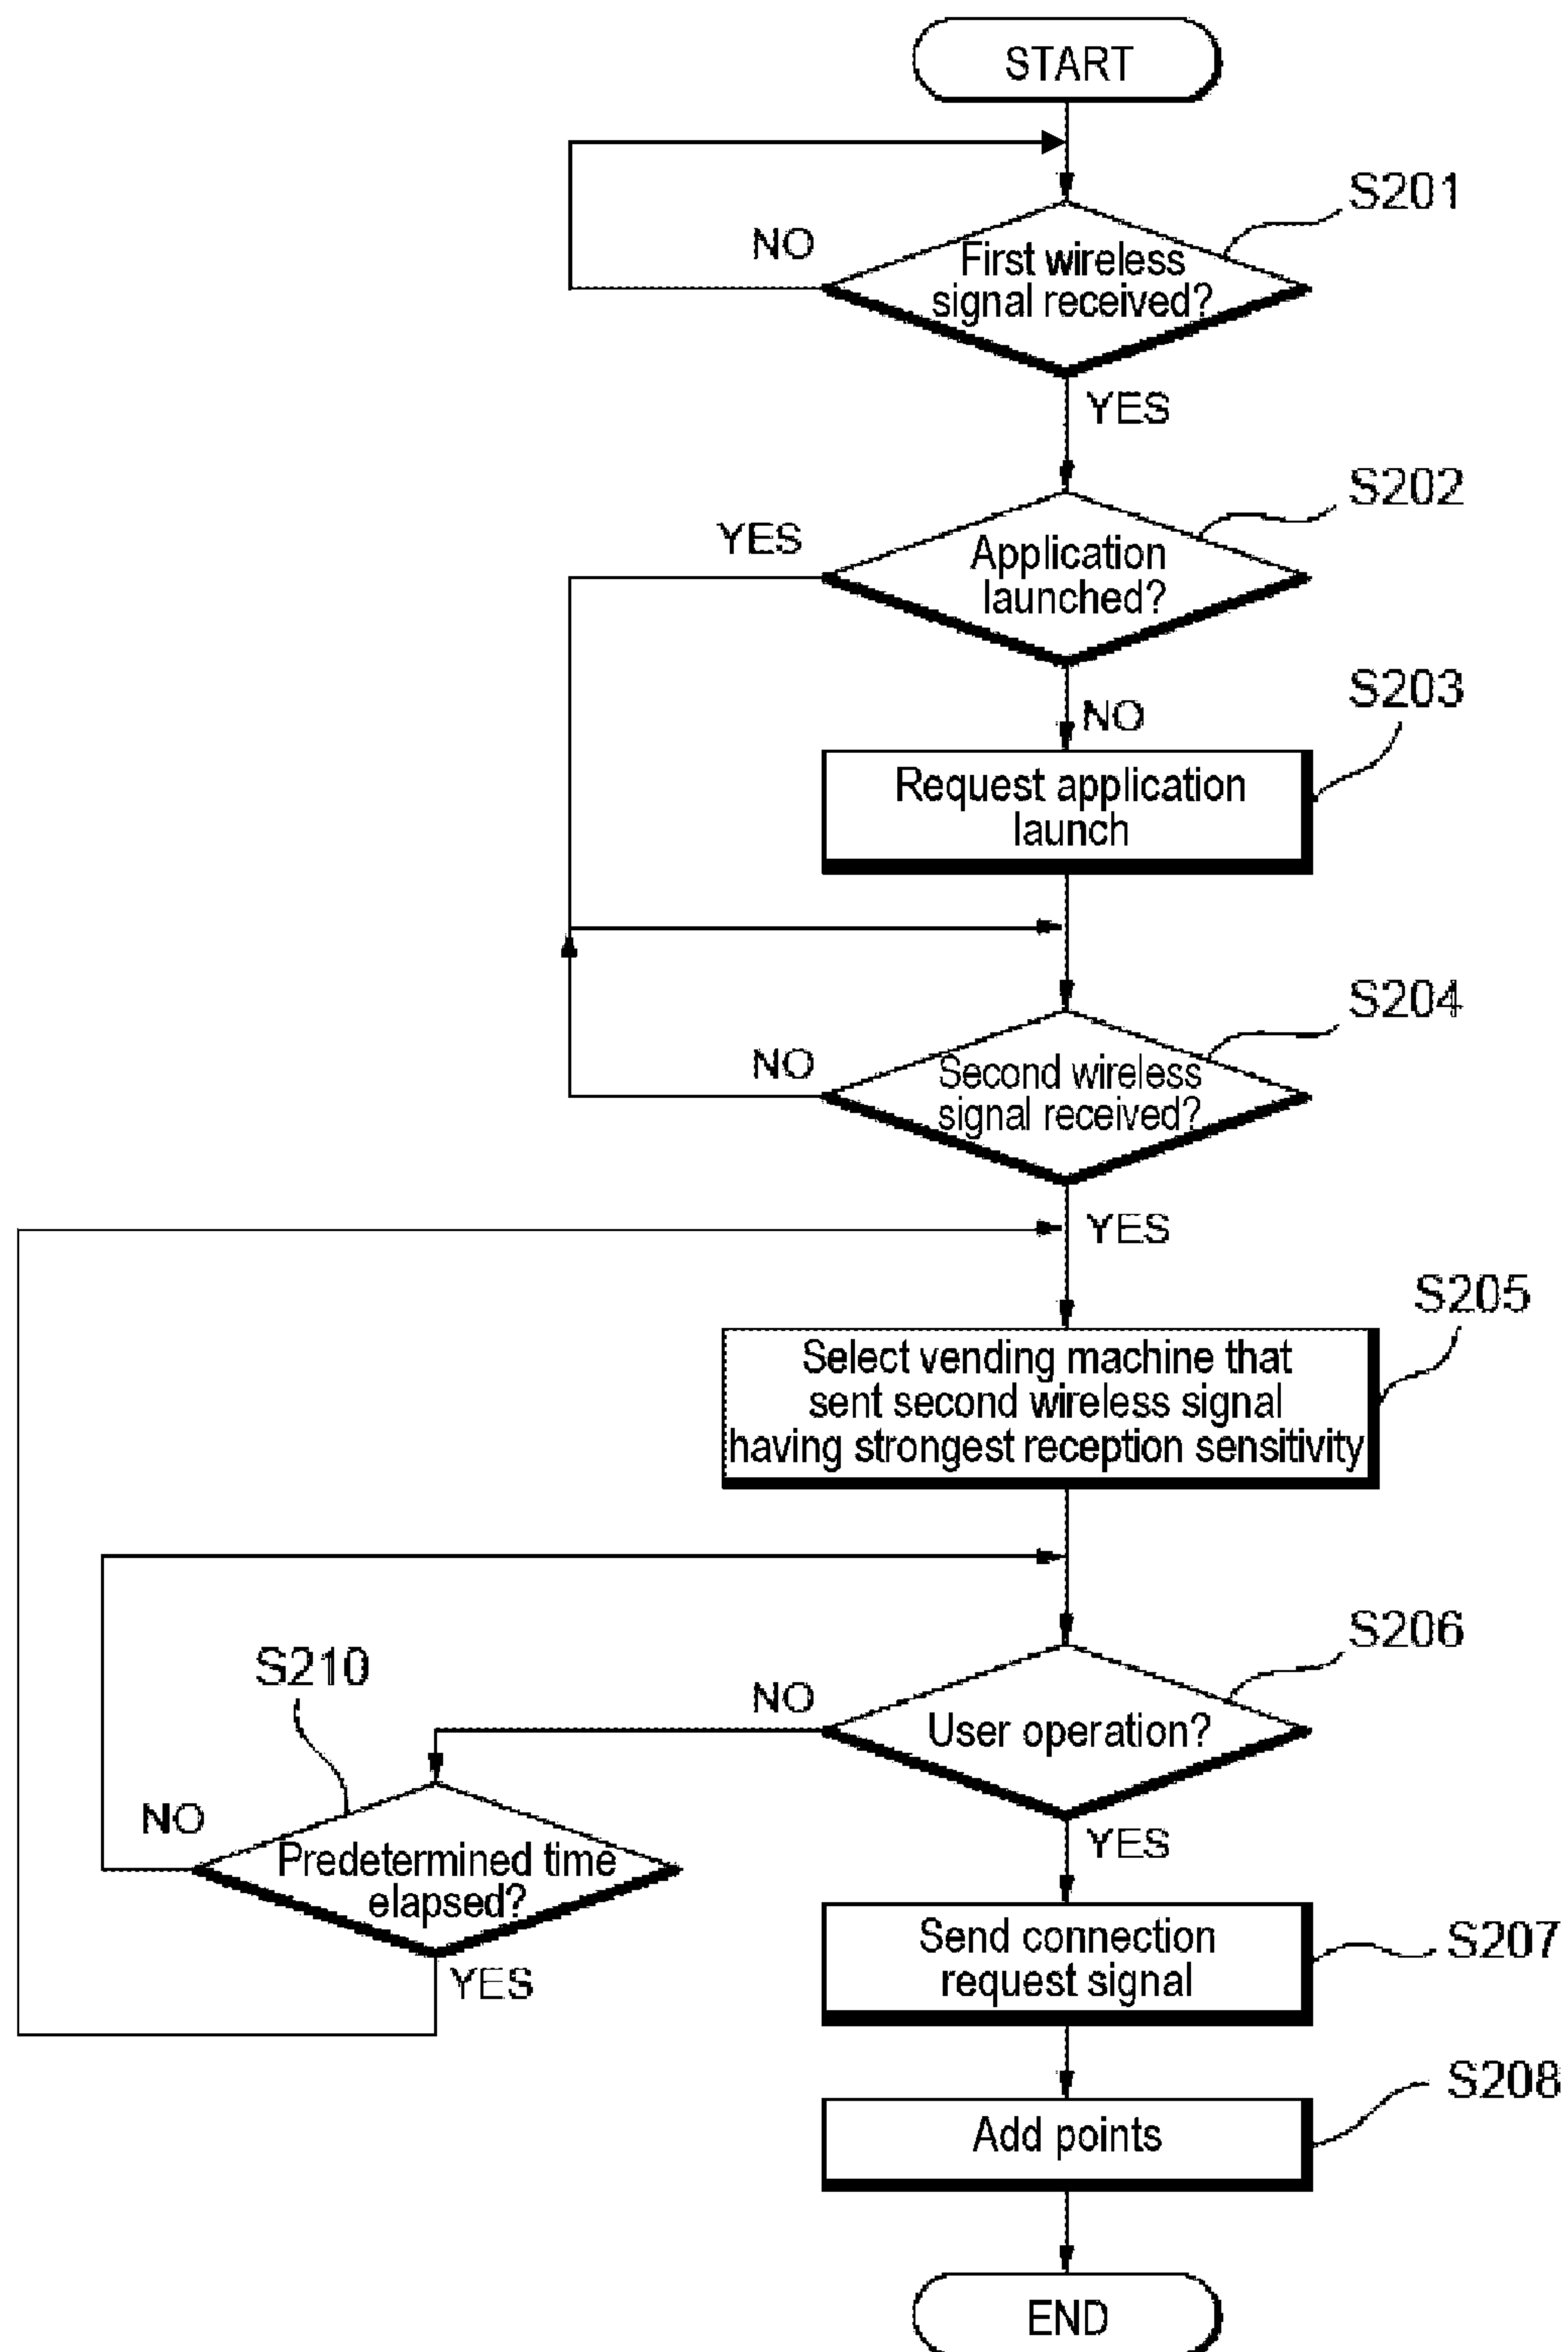 START
S201
NO
First wireless
signal received?
YES
S202
YES
Application
launched?
S203
NO
Request application
launch
S204
NO
Second wireless
signal received?
YES
S205
Select vending machine that
sent second wireless signal
having strongest reception sensitivity
S206
S210
NO
User operation?
NO
Predetermined time
elapsed?
YES
YES
Send connection
request signal
S207
S208
Add points
END